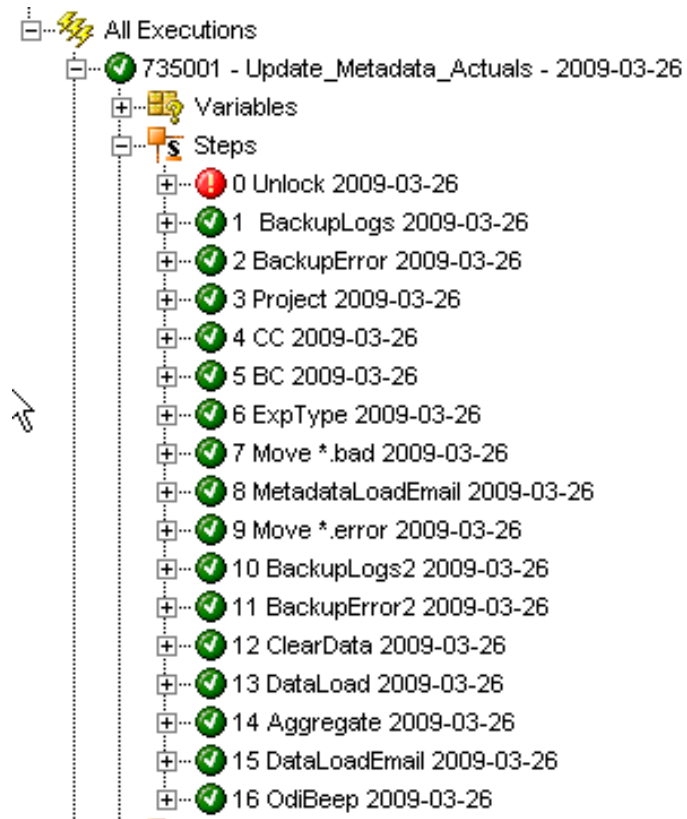 All Executions
735001 - Update_Metadata_Actuals - 2009-03-26
Variables
Steps
0 Unlock 2009-03-26
1 BackupLogs 2009-03-26
2 BackupError 2009-03-26
3 Project 2009-03-26
4 CC 2009-03-26
5 BC 2009-03-26
6 ExpType 2009-03-26
7 Move *.bad 2009-03-26
8 MetadataLoadEmail 2009-03-26
9 Move *.error 2009-03-26
10 BackupLogs2 2009-03-26
11 BackupError2 2009-03-26
12 ClearData 2009-03-26
13 DataLoad 2009-03-26
14 Aggregate 2009-03-26
15 DataLoadEmail 2009-03-26
16 OdiBeep 2009-03-26